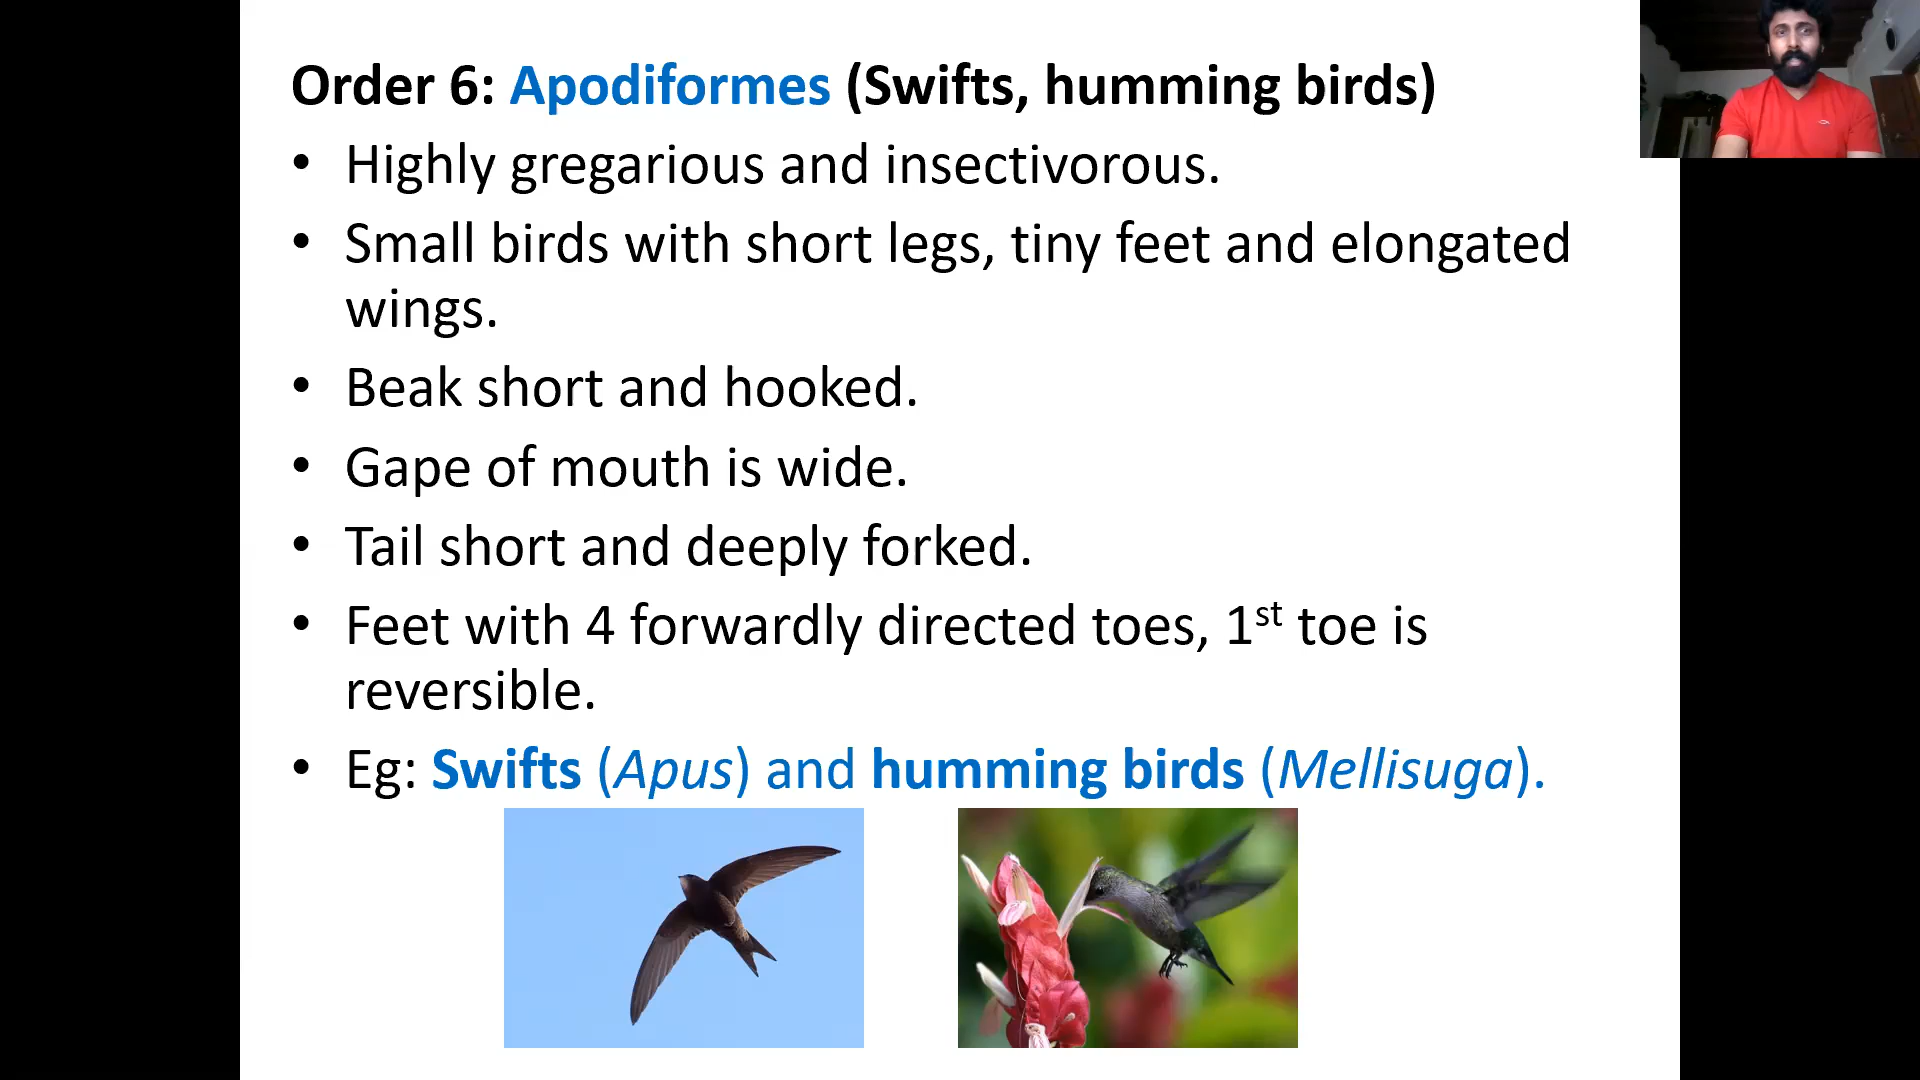 Order 6: Apodiformes (Swifts, humming birds)
• Highly gregarious and insectivorous.
• Small birds with short legs, tiny feet and elongated
wings.
• Beak short and hooked.
• Gape of mouth is wide.
• Tail short and deeply forked.
• Feet with 4 forwardly directed toes, 1st toe is
reversible.
• Eg: Swifts (Apus) and humming birds (Mellisuga).